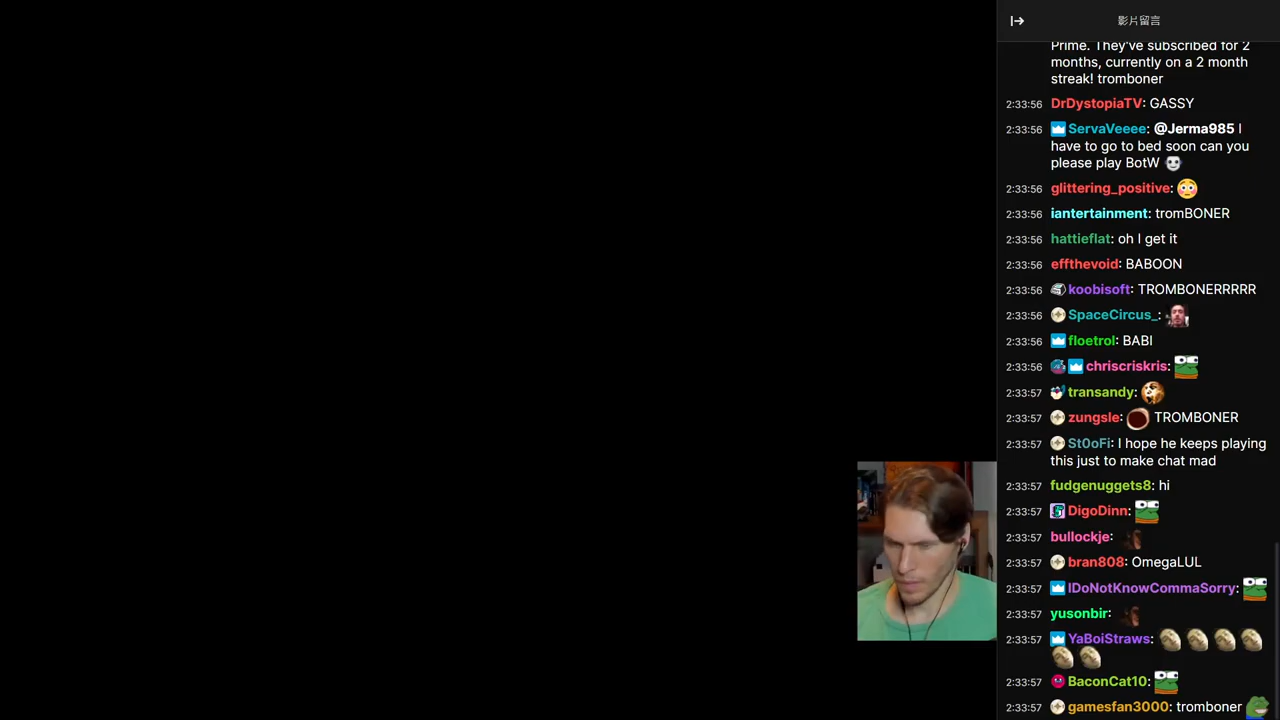 影片留言
Prime. They've subscribed for 2
months, currently on a 2 month
streak! tromboner
2:33:56 DrDystopiaTV: GASSY
2:33:56 ServaVeeee: @Jerma985 I
have to go to bed soon can you
please play BotW
2:33:56 glittering_positive:
2:33:56 iantertainment: tromBONER
2:33:56 hattieflat: oh I get it
2:33:56 effthevoid: BABOON
2:33:56 koobisoft: TROMBONERRRRR
2:33:56 SpaceCircus_:
2:33:56 floetrol: BABI
2:33:56 chriscriskris:
2:33:57 transandy:
2:33:57 zungsle: TROMBONER
2:33:57 St0oFi: I hope he keeps playing
this just to make chat mad
2:33:57 fudgenuggets8: hi
2:33:57 DigoDinn:
2:33:57 bullockje:
2:33:57 bran808: OmegaLUL
2:33:57 IDoNotKnowCommaSorry:
2:33:57 yusonbir:
2:33:57 YaBoiStraws:
2:33:57 BaconCat10:
2:33:57 gamesfan3000: tromboner